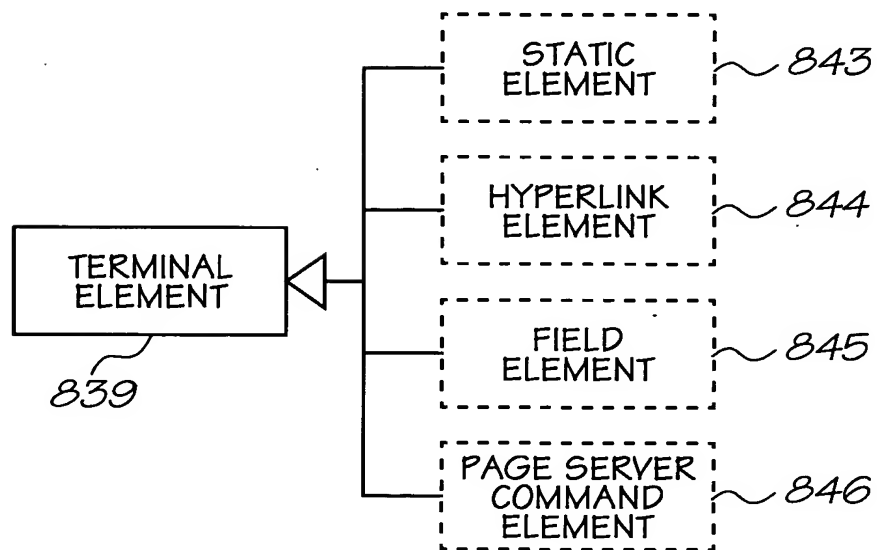 STATIC
ELEMENT
843
HYPERLINK
ELEMENT
844
TERMINAL
ELEMENT
839
FIELD
ELEMENT
845
PAGE SERVER
COMMAND
ELEMENT
846